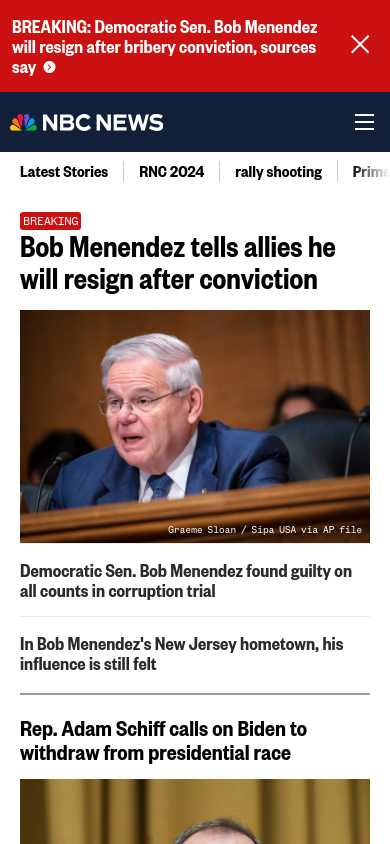 BREAKING: Democratic Sen. Bob Menendez
will resign after bribery conviction, sources
say
NBC NEWS
Latest Stories
RNC 2024
rally shooting
Prime
BREAKING
Bob Menendez tells allies he
will resign after conviction
Graeme Sloan / Sipa USA via AP file
Democratic Sen. Bob Menendez found guilty on
all counts in corruption trial
In Bob Menendez's New Jersey hometown, his
influence is still felt
Rep. Adam Schiff calls on Biden to
withdraw from presidential race